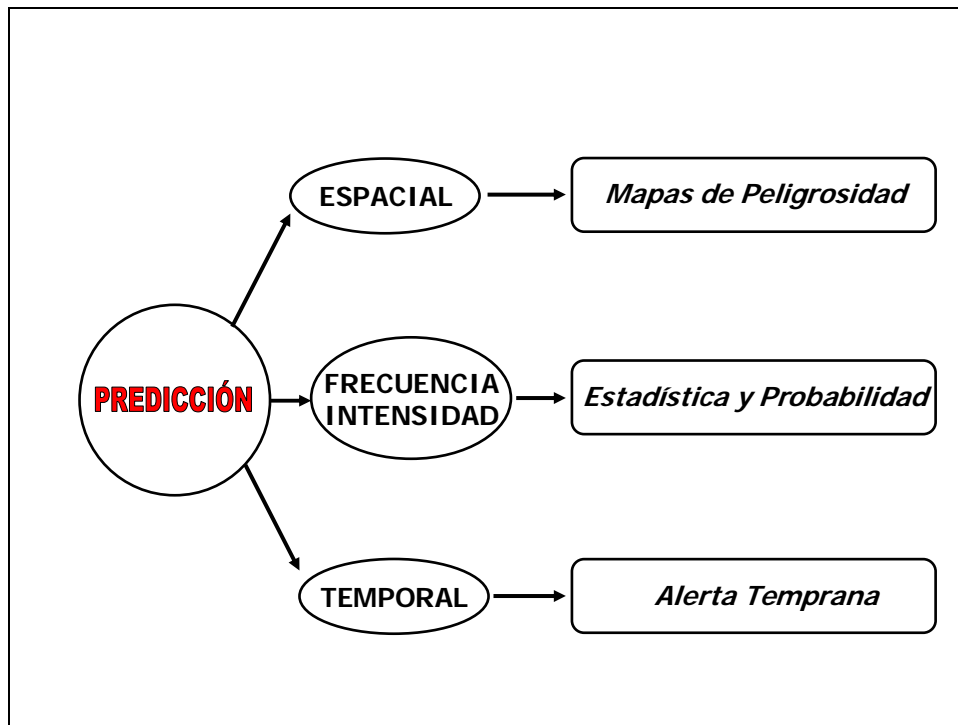 ESPACIAL
Mapas de Peligrosidad
PREDICCIÓN
FRECUENCIA
INTENSIDAD
Estadística y Probabilidad
TEMPORAL
Alerta Temprana